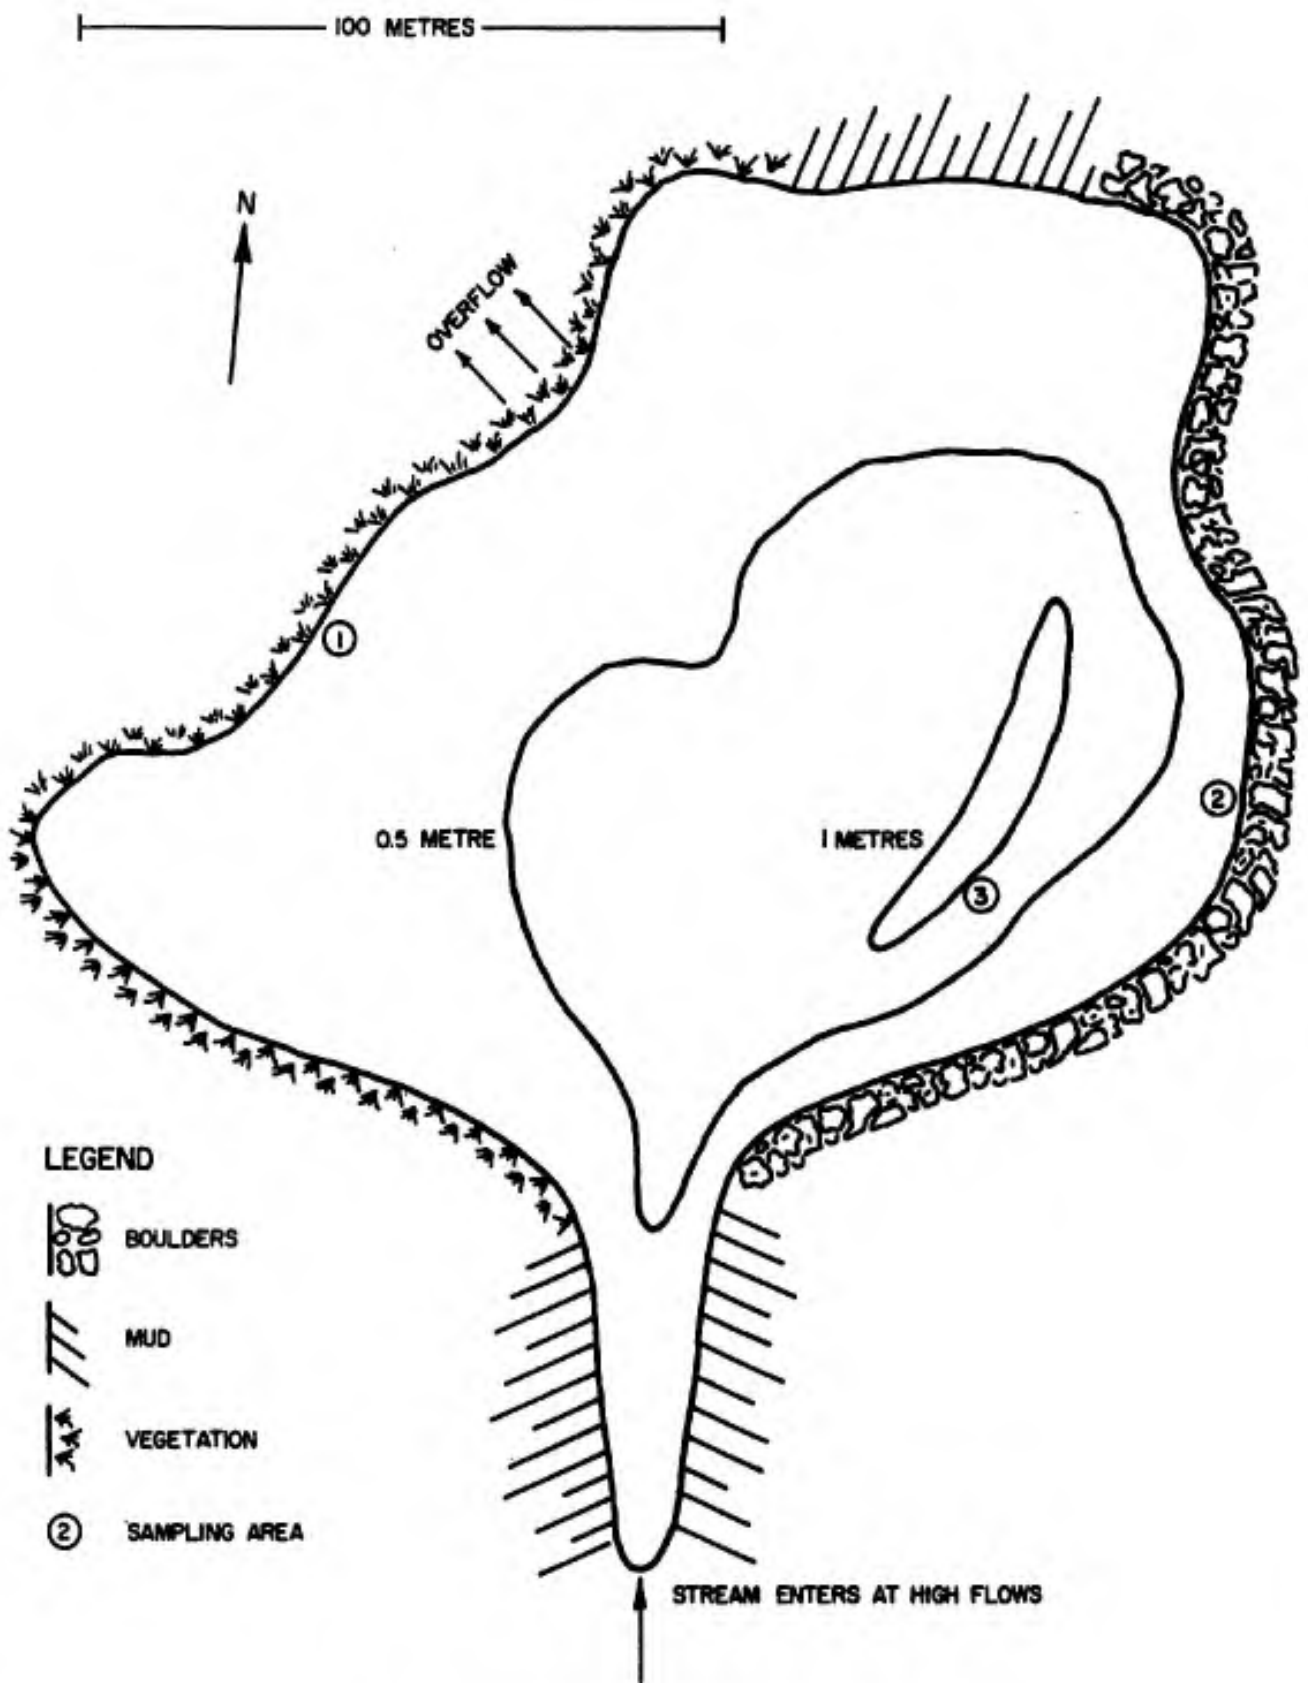 100 METRES
N
OVERFLOW
1
0.5 METRE
1 METRES
2
3
LEGEND
BOULDERS
MUD
VEGETATION
2 SAMPLING AREA
STREAM ENTERS AT HIGH FLOWS